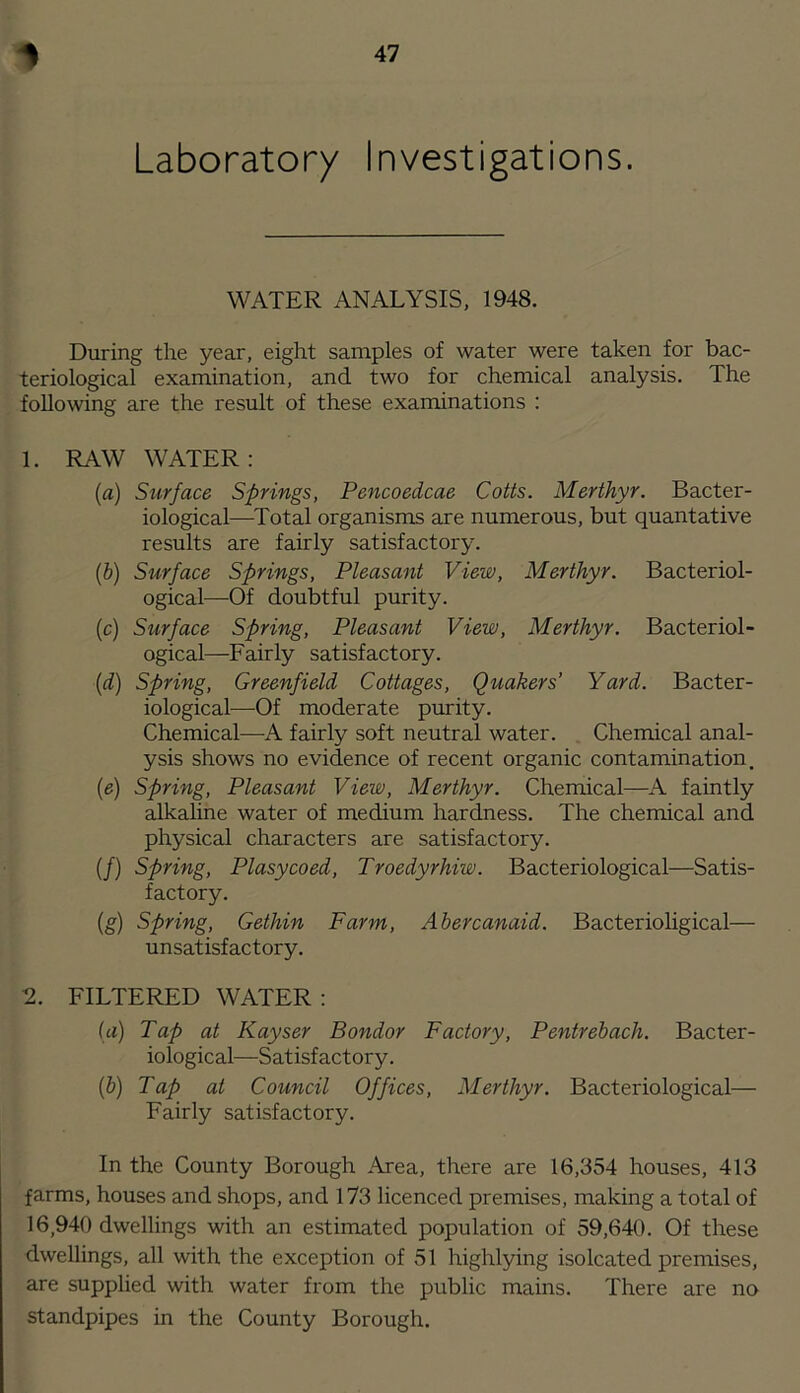 47
Laboratory Investigations.
WATER ANALYSIS, 1948.
During the year, eight samples of water were taken for bac-
teriological examination, and two for chemical analysis. The
following are the result of these examinations :
1. RAW WATER :
(a) Surface Springs, Pencoedcae Cotts. Merthyr. Bacter-
iological—Total organisms are numerous, but quantative
results are fairly satisfactory.
(b) Surface Springs, Pleasant View, Merthyr. Bacteriol-
ogical—Of doubtful purity.
(c) Surface Spring, Pleasant View, Merthyr. Bacteriol-
ogical—Fairly satisfactory.
(d) Spring, Greenfield Cottages, Quakers' Yard. Bacter-
iological—Of moderate purity.
Chemical—A fairly soft neutral water. Chemical anal-
ysis shows no evidence of recent organic contamination.
(e) Spring, Pleasant View, Merthyr. Chemical—A faintly
alkaline water of medium hardness. The chemical and
physical characters are satisfactory.
(f) Spring, Plasycoed, Troedyrhiw. Bacteriological—Satis-
factory.
(g) Spring, Gethin Farm, Abercanaid. Bacterioligical—
unsatisfactory.
2. FILTERED WATER :
(a) Tap at Kayser Bondor Factory, Pentrebach. Bacter-
iological—Satisfactory.
(b) Tap at Council Offices, Merthyr. Bacteriological—
Fairly satisfactory.
In the County Borough Area, there are 16,354 houses, 413
farms, houses and shops, and 173 licenced premises, making a total of
16,940 dwellings with an estimated population of 59,640. Of these
dwellings, all with the exception of 51 highlying isolcated premises,
are supplied with water from the public mains. There are no
standpipes in the County Borough.